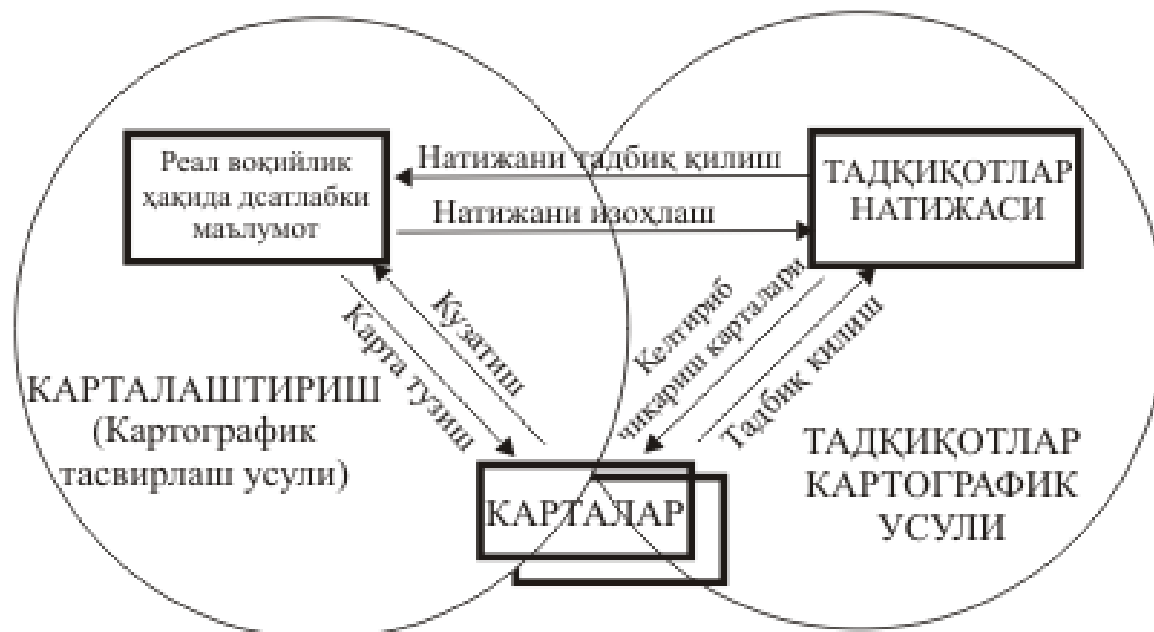 Реал воқийлик
ҳақида дсатлабки
маълумот
Натижани тадбиқ қилиш
Натижани изоҳлаш
ТАДҚИҚОТЛАР
НАТИЖАСИ
Карта тузиш
Кузатиш
Келтириб
чикариш карталари
Тадбиқ қилиш
КАРТАЛАШТИРИШ
(Картографик
тасвирлаш усули)
КАРТАЛАР
ТАДҚИҚОТЛАР
КАРТОГРАФИК
УСУЛИ